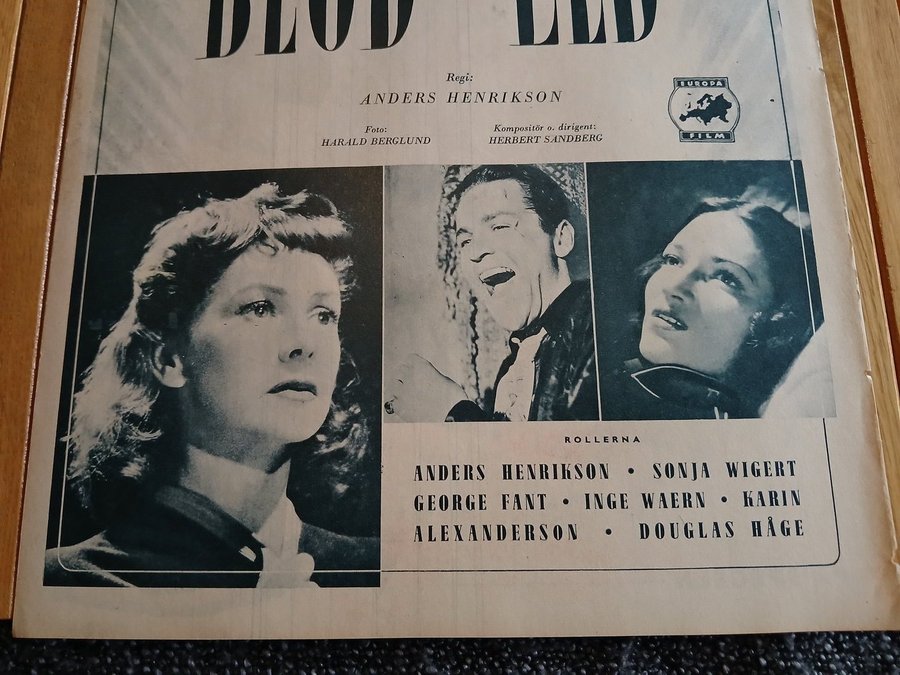 BLOD ELD
Regi:
ANDERS HENRIKSON
EUROPA
FILM
Foto:
HARALD BERGLUND
Kompositör o. dirigent:
HERBERT SANDBERG
ROLLERNA
ANDERS HENRIKSON • SONJA WIGERT
GEORGE FANT • INGE WAERN • KARIN
ALEXANDERSON • DOUGLAS HÅGE